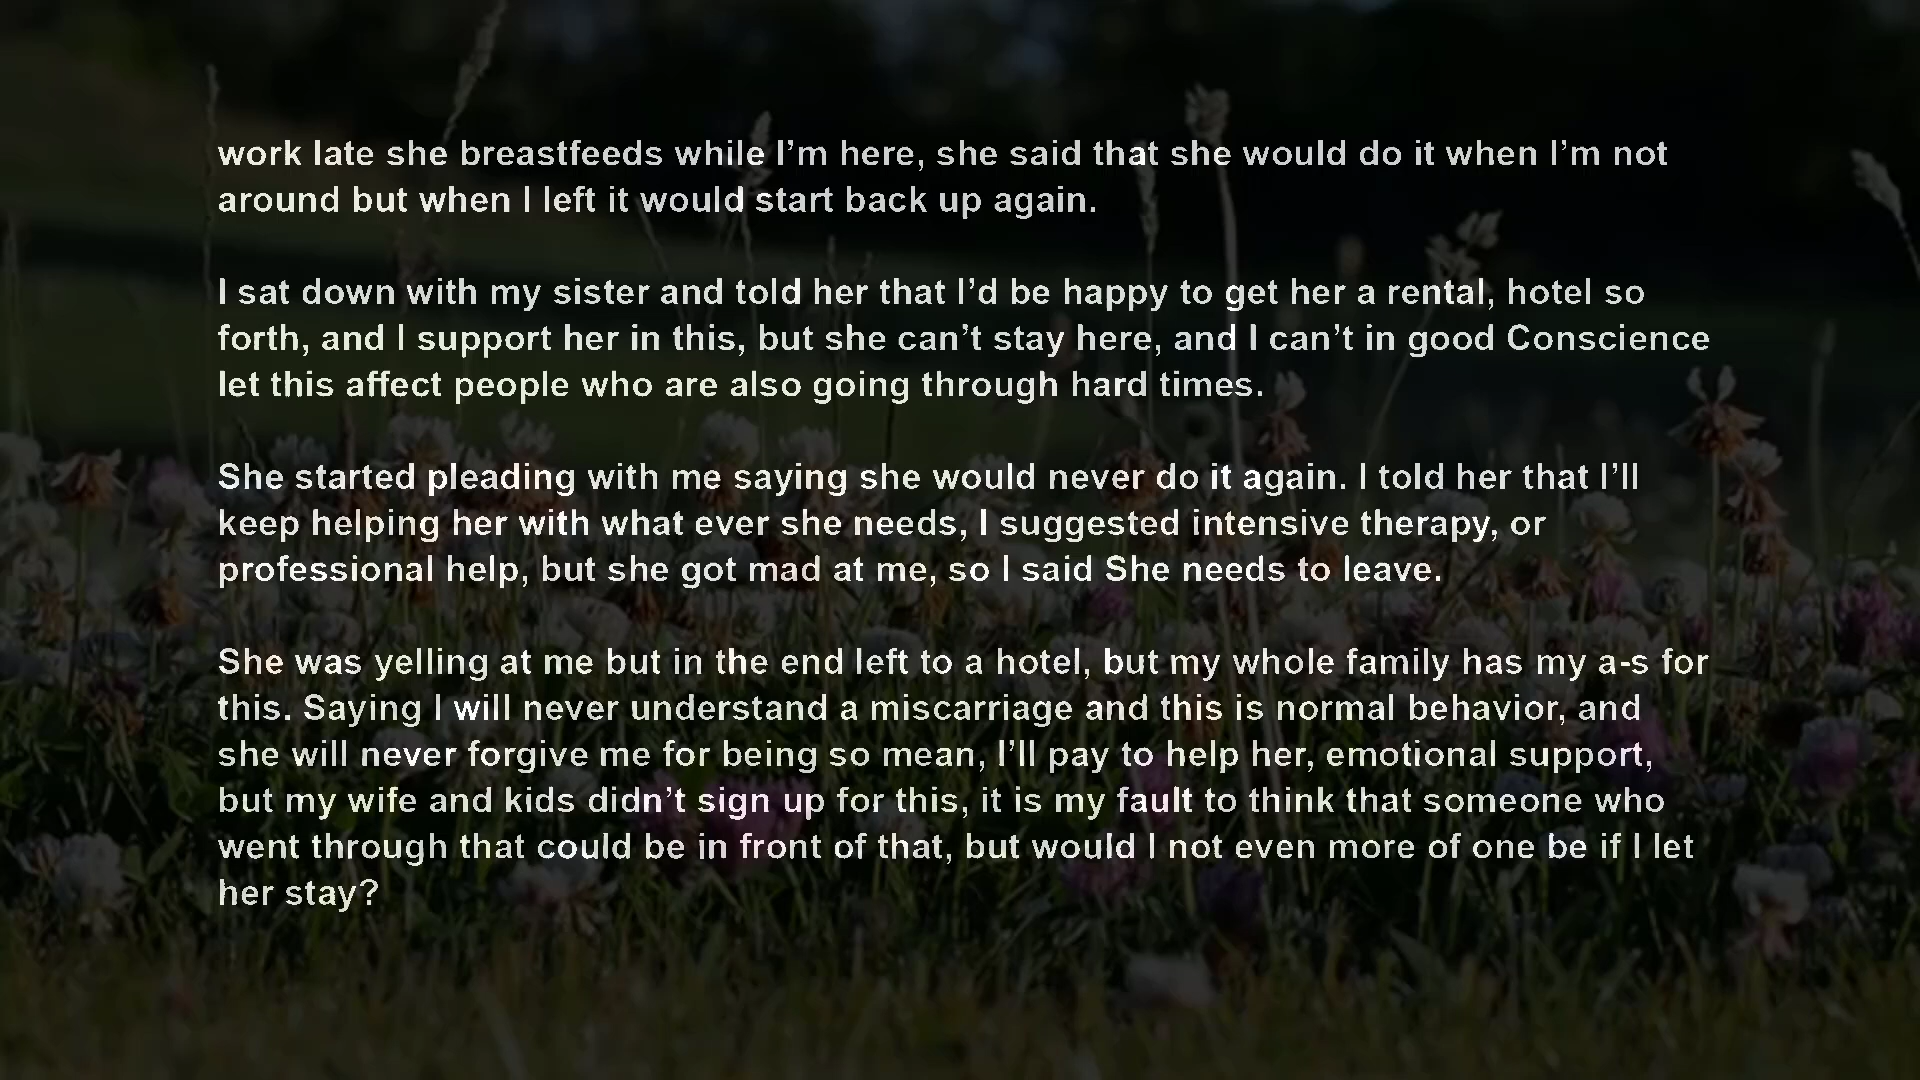 work late she breastfeeds while I’m here, she said that she would do it when I’m not
around but when I left it would start back up again.
I sat down with my sister and told her that I’d be happy to get her a rental, hotel so
forth, and I support her in this, but she can’t stay here, and I can’t in good Conscience
let this affect people who are also going through hard times.
She started pleading with me saying she would never do it again. I told her that I’ll
keep helping her with what ever she needs, I suggested intensive therapy, or
professional help, but she got mad at me, so I said She needs to leave.
She was yelling at me but in the end left to a hotel, but my whole family has my a-s for
this. Saying I will never understand a miscarriage and this is normal behavior, and
she will never forgive me for being so mean, I’ll pay to help her, emotional support,
but my wife and kids didn’t sign up for this, it is my fault to think that someone who
went through that could be in front of that, but would I not even more of one be if I let
her stay?